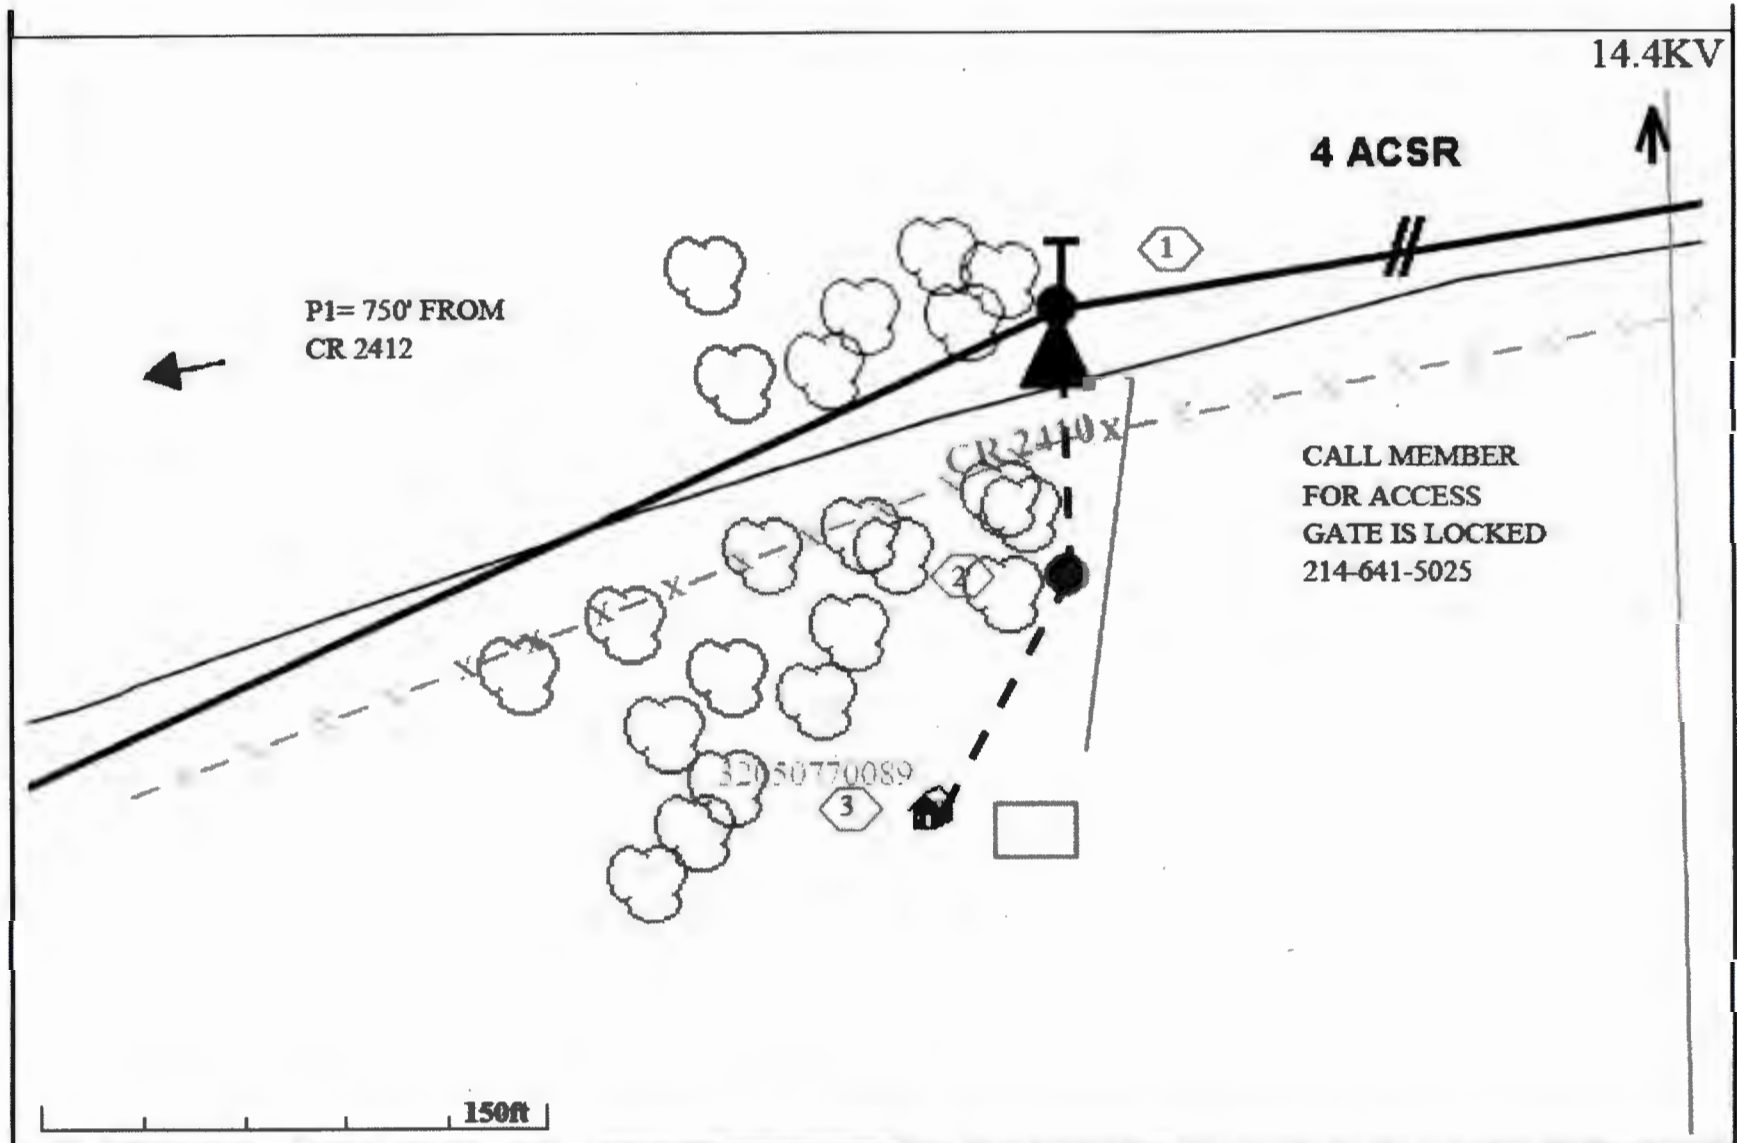 14.4KV
4 ACSR
1
P1= 750' FROM
CR 2412
CR 2410
X
CALL MEMBER
FOR ACCESS
GATE IS LOCKED
214-641-5025
2
X
X
X
X
32050770089
3
150ft